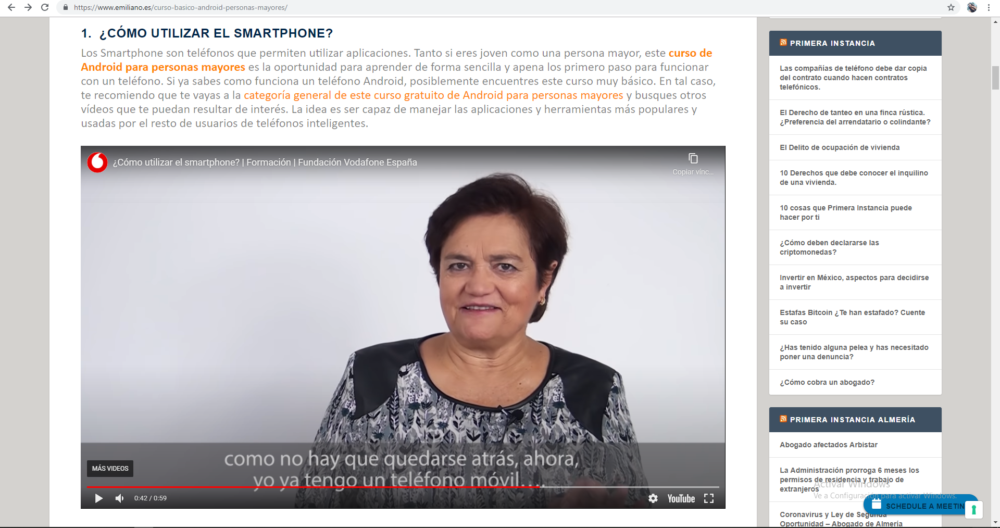 https://www.emiliano.es/curso-basico-android-personas-mayores/
1. ¿CÓMO UTILIZAR EL SMARTPHONE?
Los Smartphone son teléfonos que permiten utilizar aplicaciones. Tanto si eres joven como una persona mayor, este curso de
Android para personas mayores es la oportunidad para aprender de forma sencilla y apena los primero paso para funcionar
con un teléfono. Si ya sabes como funciona un teléfono Android, posiblemente encuentres este curso muy básico. En tal caso,
te recomiendo que te vayas a la categoría general de este curso gratuito de Android para personas mayores y busques otros
vídeos que te puedan resultar de interés. La idea es ser capaz de manejar las aplicaciones y herramientas más populares y
usadas por el resto de usuarios de teléfonos inteligentes.
¿Cómo utilizar el smartphone? | Formación | Fundación Vodafone España
Copiar vínc...
como no hay que quedarse atrás, ahora,
yo ya tengo un teléfono móvil....
MÁS VIDEOS
0:42 / 0:59
YouTube
PRIMERA INSTANCIA
Las compañías de teléfono debe dar copia
del contrato cuando hacen contratos
telefónicos.
El Derecho de tanteo en una finca rústica.
¿Preferencia del arrendatario o colindante?
El Delito de ocupación de vivienda
10 Derechos que debe conocer el inquilino
de una vivienda.
10 cosas que Primera Instancia puede
hacer por ti
¿Cómo deben declararse las
criptomonedas?
Invertir en México, aspectos para decidirse
a invertir
Estafas Bitcoin ¿Te han estafado? Cuente
su caso
¿Has tenido alguna pelea y has necesitado
poner una denuncia?
¿Cómo cobra un abogado?
PRIMERA INSTANCIA ALMERÍA
Abogado afectados Arbistar
La Administración prorroga 6 meses los
permisos de residencia y trabajo de
extranjeros
Activar Windows
Ve a Configuración para activar Windows.
SCHEDULE A MEETIN
Coronavirus y Ley de Segunda
Oportunidad – Abogado de Almería